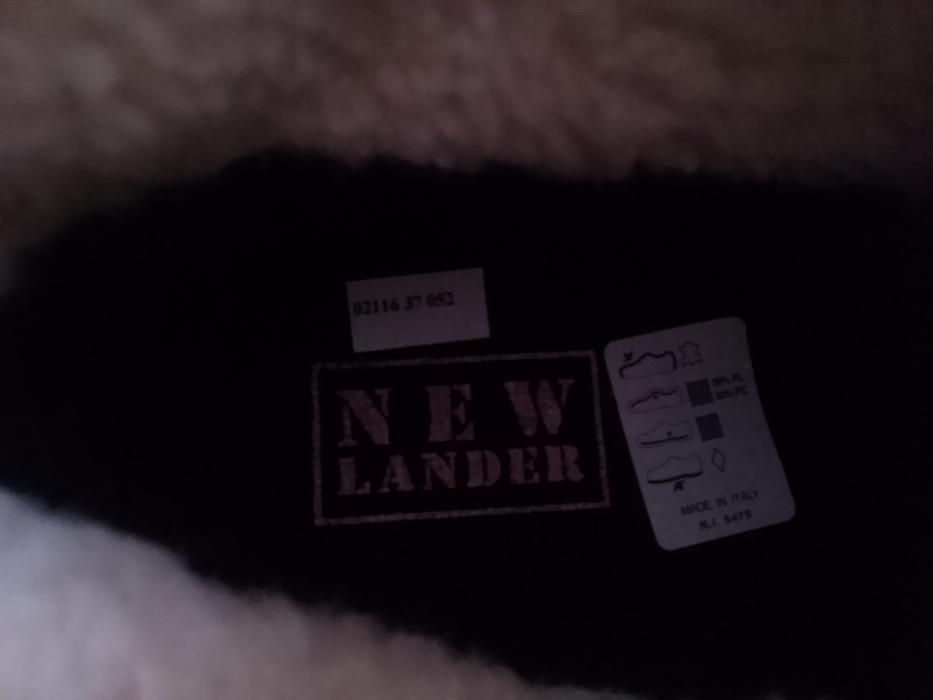 02116 37 052
NEW
LANDER
MADE IN ITALY
N.I. 5475